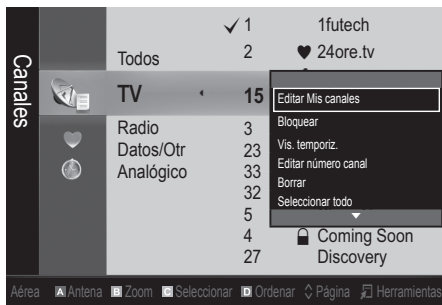 Canales
Todos
TV
Radio
Datos/Otr
Analógico
1 1futech
2 24ore.tv
15
3
23
33
32
5
4 Coming Soon
27 Discovery
Editar Mis canales
Bloquear
Vis. temporiz.
Editar número canal
Borrar
Seleccionar todo
Aérea A Antena B Zoom C Seleccionar D Ordenar Página Herramientas